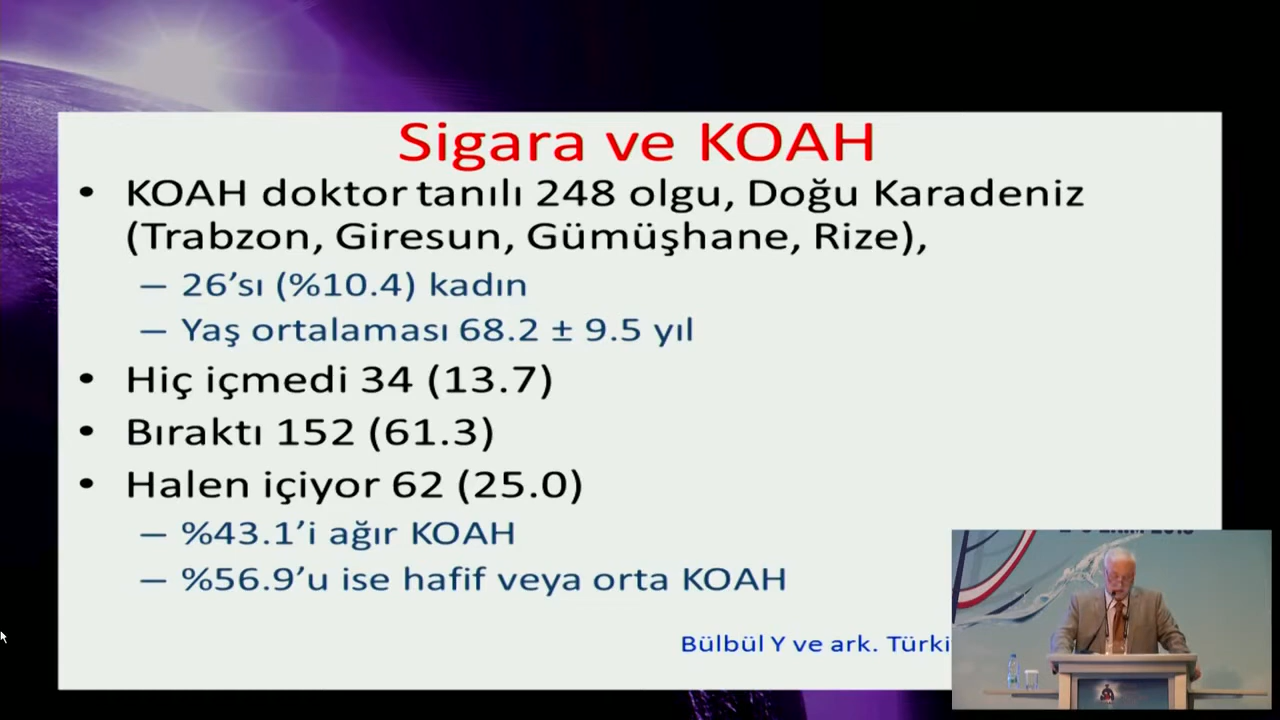 Sigara ve KOAH
• KOAH doktor tanılı 248 olgu, Doğu Karadeniz
(Trabzon, Giresun, Gümüşhane, Rize),
– 26’sı (%10.4) kadın
– Yaş ortalaması 68.2 ± 9.5 yıl
• Hiç içmedi 34 (13.7)
• Bıraktı 152 (61.3)
• Halen içiyor 62 (25.0)
– %43.1’i ağır KOAH
– %56.9’u ise hafif veya orta KOAH
Bülbül Y ve ark. Türki